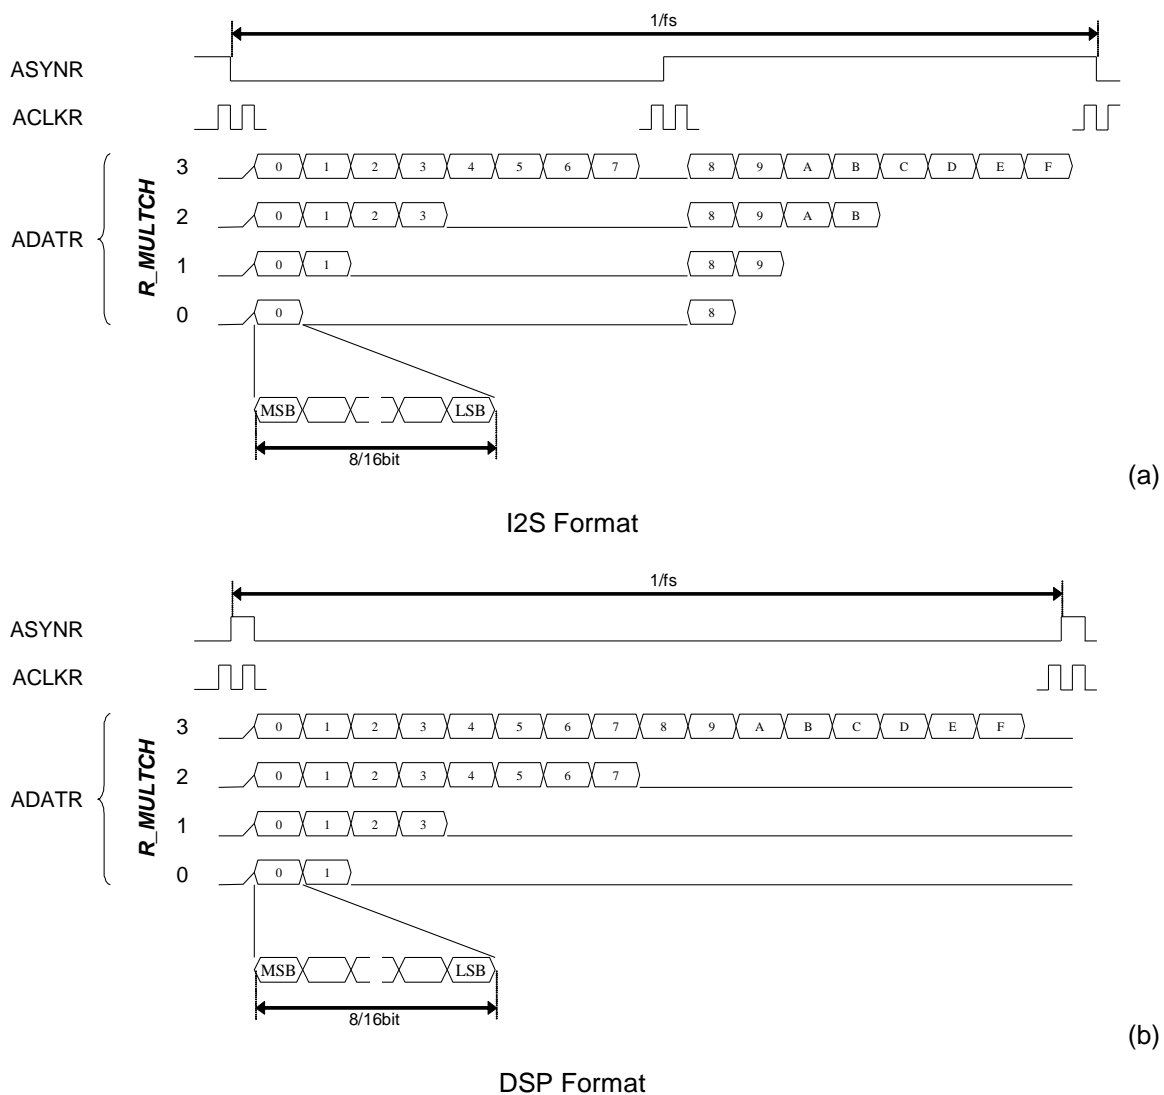 1/fs
ASYNR
ACLKR
ADATR
R_MULTCH
3 0 1 2 3 4 5 6 7 8 9 A B C D E F
2 0 1 2 3 8 9 A B
1 0 1 8 9
0 0 8
MSB LSB
8/16bit
(a)
I2S Format
1/fs
ASYNR
ACLKR
ADATR
R_MULTCH
3 0 1 2 3 4 5 6 7 8 9 A B C D E F
2 0 1 2 3 4 5 6 7
1 0 1 2 3
0 0 1
MSB LSB
8/16bit
(b)
DSP Format